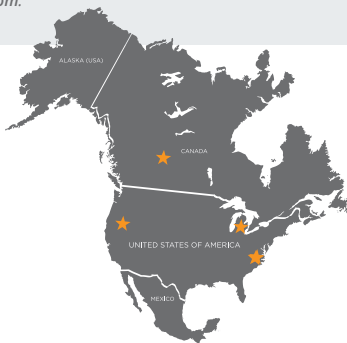 om.
ALASKA (USA)
CANADA
UNITED STATES OF AMERICA
MEXICO